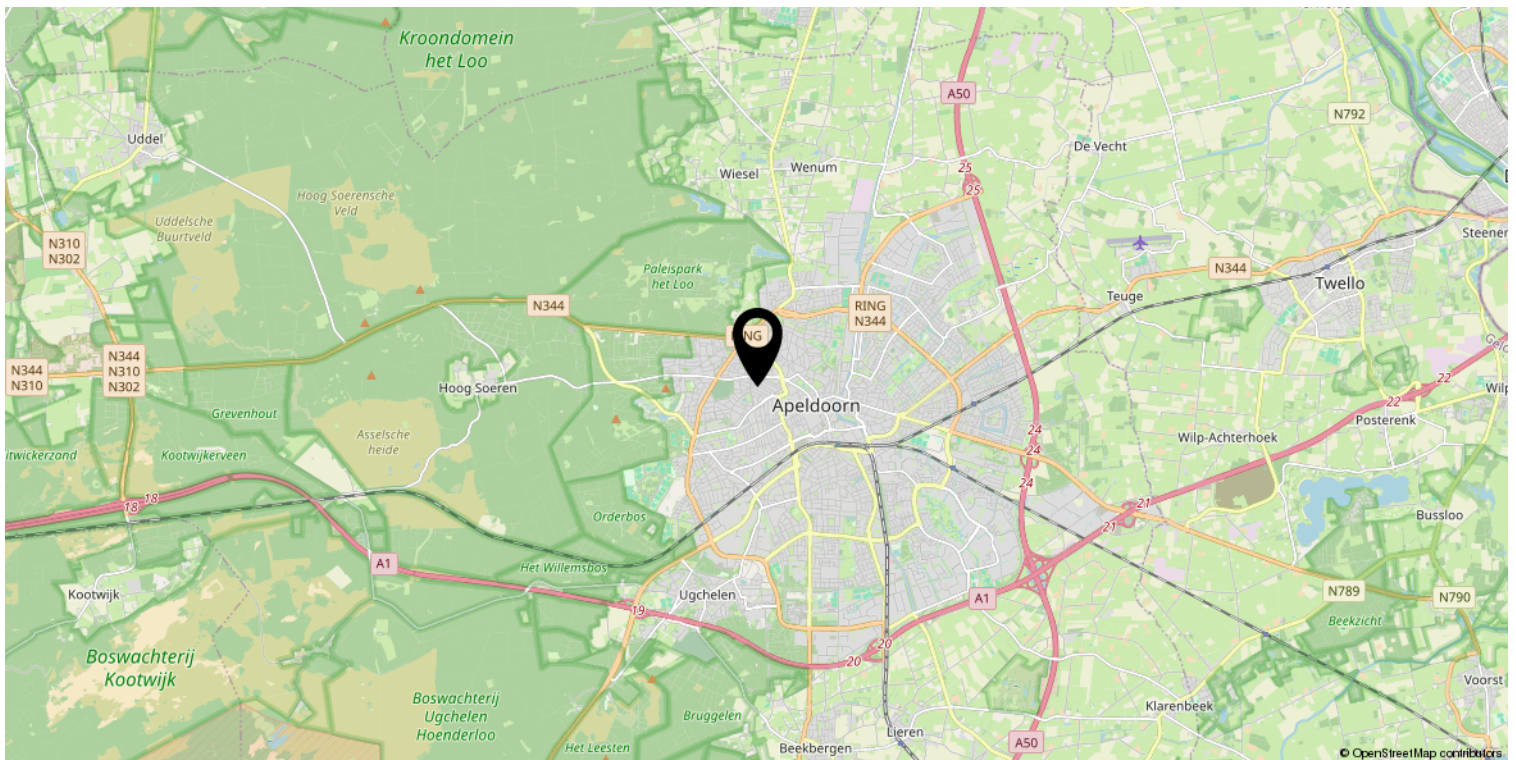 Kroondomein
het Loo
A50
N792
Uddel
De Vecht
Wiesel
Wenum
25
25
Hoog Soerensche
Veld
Uddelsche
Buurtveld
N310
N302
Steener
Paleispark
het Loo
N344
Twello
Teuge
N344
RING
N344
NG
N344
N310
N302
N344
N310
Hoog Soeren
22
22
Wilp
Posterenk
Apeldoorn
Grevenhout
Asselsche
heide
24
24
24
Wilp-Achterhoek
itwickerzand
Kootwijkerveen
18
18
21
21
Orderbos
Bussloo
A1
Het Willemsbos
Kootwijk
Ugchelen
19
A1
N789
N790
Beekzicht
20
20
Boswachterij
Kootwijk
Voorst
Boswachterij
Ugchelen
Hoenderloo
Bruggelen
Klarenbeek
Lieren
A50
Het Leesten
Beekbergen
© OpenStreetMap contributors